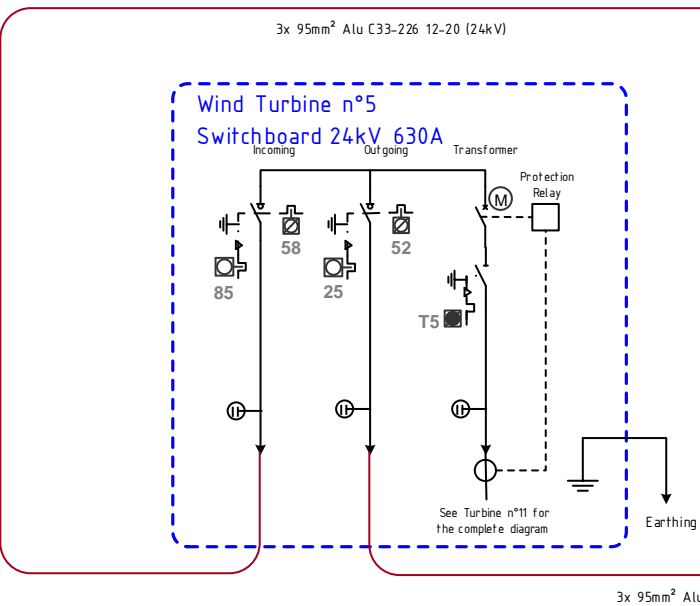 3x 95mm² Alu C33-226 12-20 (24kV)
Wind Turbine n°5
Switchboard 24kV 630A
Incoming
Outgoing
Transformer
Protection
Relay
M
58
52
85
25
T5
See Turbine n°11 for
the complete diagram
Earthing
3x 95mm² Alu